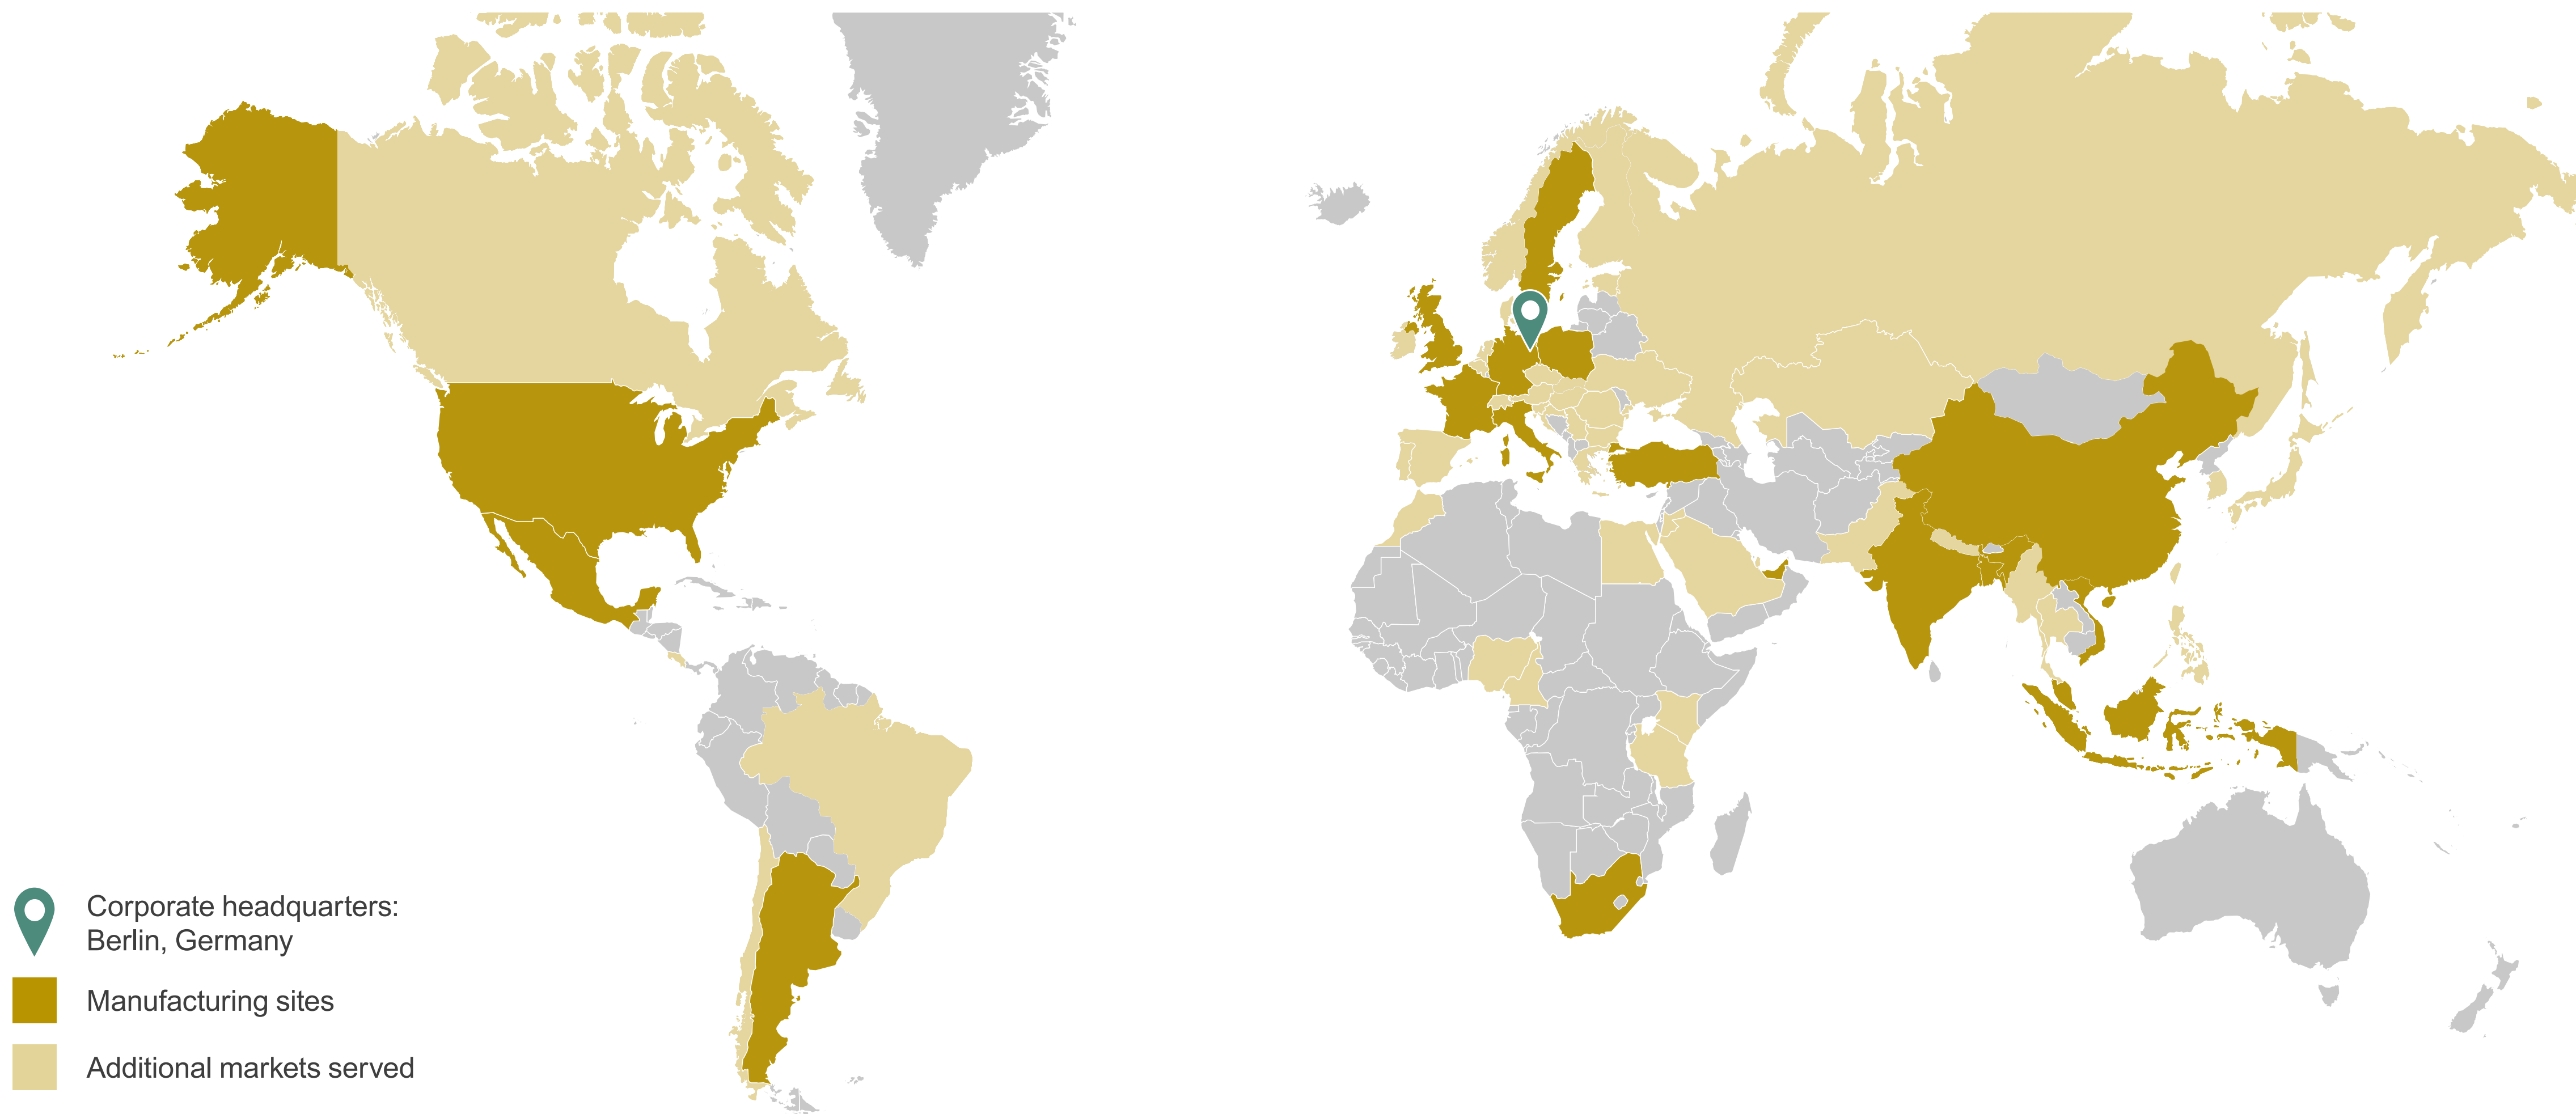 Corporate headquarters:
Berlin, Germany
Manufacturing sites
Additional markets served